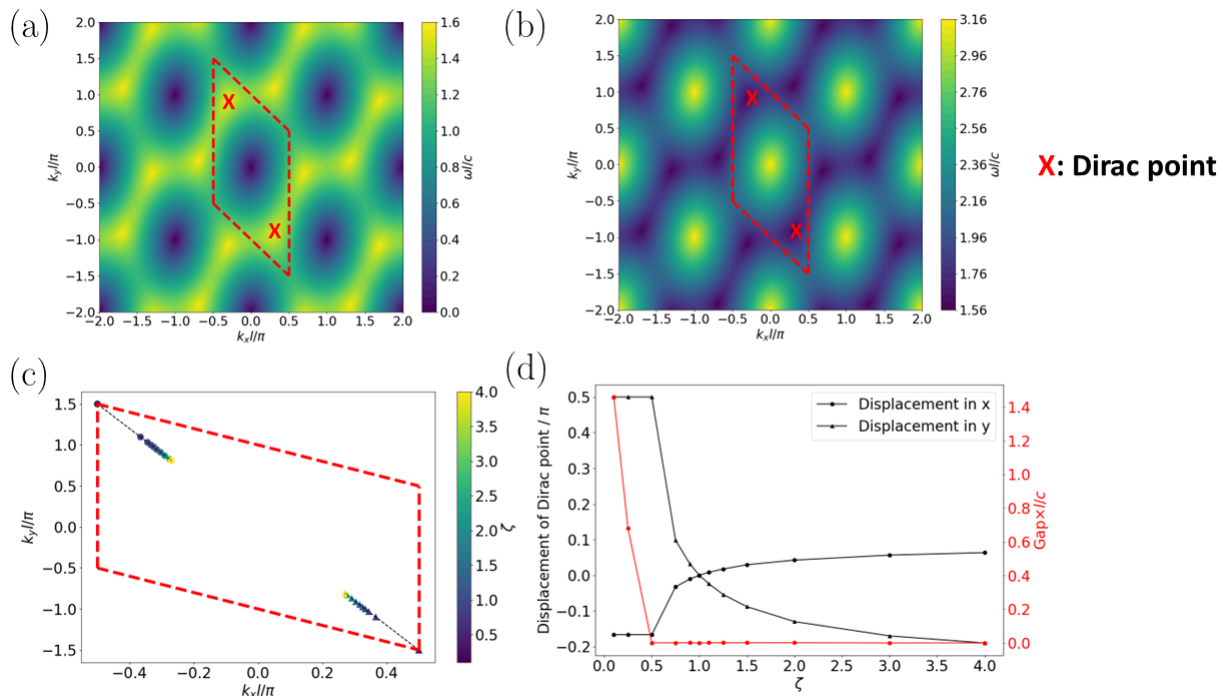 (a)
2.0
1.5
1.0
0.5
0.0
−0.5
−1.0
−1.5
−2.0
−2.0 −1.5 −1.0 −0.5 0.0 0.5 1.0 1.5 2.0
k_x l/π
k_y l/π
X
X
1.6
1.4
1.2
1.0
0.8
0.6
0.4
0.2
0.0
ωl/c
(b)
2.0
1.5
1.0
0.5
0.0
−0.5
−1.0
−1.5
−2.0
−2.0 −1.5 −1.0 −0.5 0.0 0.5 1.0 1.5 2.0
k_x l/π
k_y l/π
X
X
3.16
2.96
2.76
2.56
2.36
2.16
1.96
1.76
1.56
ωl/c
X: Dirac point
(c)
1.5
1.0
0.5
0.0
−0.5
−1.0
−1.5
−0.4 −0.2 0.0 0.2 0.4
k_x l/π
k_y l/π
4.0
3.5
3.0
2.5
2.0
1.5
1.0
0.5
ζ
(d)
Displacement of Dirac point / π
0.5
0.4
0.3
0.2
0.1
0.0
−0.1
−0.2
0.0 0.5 1.0 1.5 2.0 2.5 3.0 3.5 4.0
ζ
Displacement in x
Displacement in y
1.4
1.2
1.0
0.8
0.6
0.4
0.2
0.0
Gap×l/c